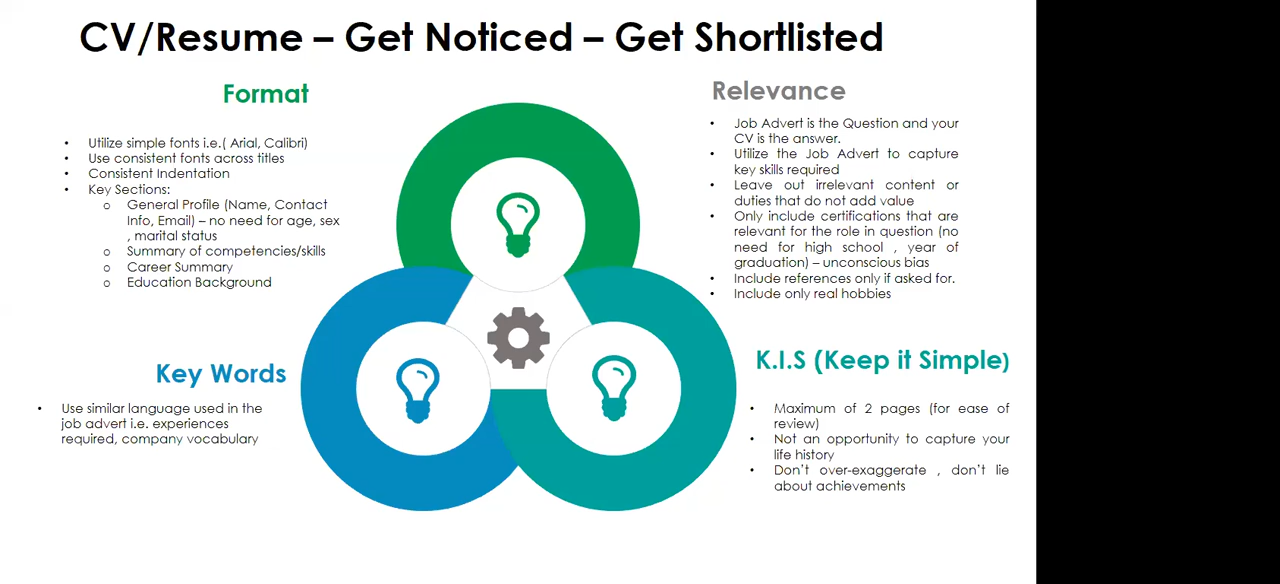 CV/Resume – Get Noticed – Get Shortlisted
Format
• Utilize simple fonts i.e.( Arial, Calibri)
• Use consistent fonts across titles
• Consistent Indentation
• Key Sections:
o General Profile (Name, Contact
Info, Email) – no need for age, sex
, marital status
o Summary of competencies/skills
o Career Summary
o Education Background
Relevance
• Job Advert is the Question and your
CV is the answer.
• Utilize the Job Advert to capture
key skills required
• Leave out irrelevant content or
duties that do not add value
• Only include certifications that are
relevant for the role in question (no
need for high school , year of
graduation) – unconscious bias
• Include references only if asked for.
• Include only real hobbies
Key Words
• Use similar language used in the
job advert i.e. experiences
required, company vocabulary
K.I.S (Keep it Simple)
• Maximum of 2 pages (for ease of
review)
• Not an opportunity to capture your
life history
• Don't over-exaggerate , don't lie
about achievements